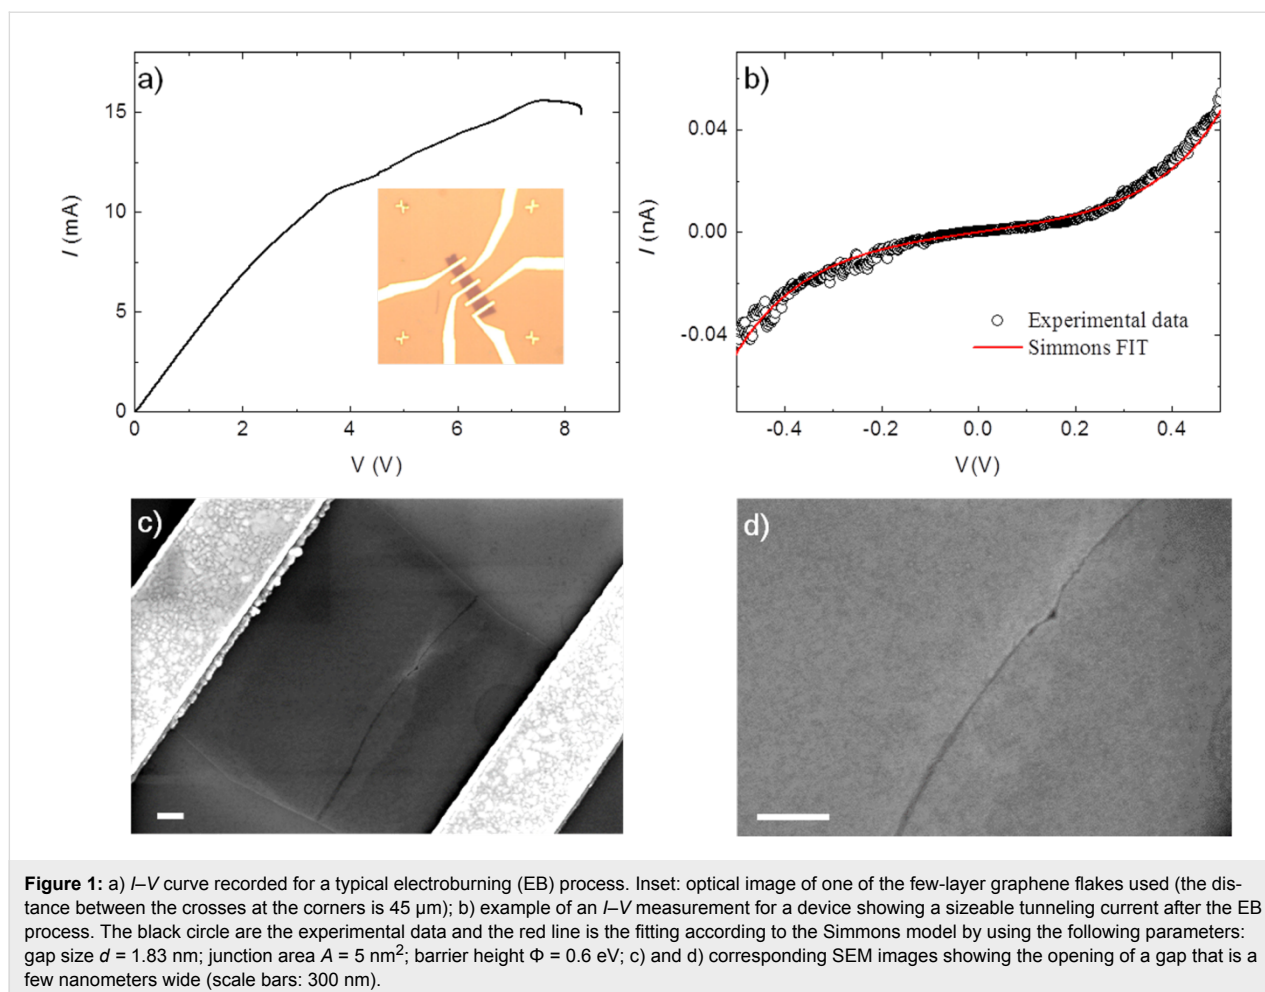 a)
15
10
5
0
I (mA)
0 2 4 6 8
V (V)
b)
0.04
0.00
-0.04
I (nA)
Experimental data
Simmons FIT
-0.4 -0.2 0.0 0.2 0.4
V(V)
c)
d)
Figure 1: a) I–V curve recorded for a typical electroburning (EB) process. Inset: optical image of one of the few-layer graphene flakes used (the dis-
tance between the crosses at the corners is 45 μm); b) example of an I–V measurement for a device showing a sizeable tunneling current after the EB
process. The black circle are the experimental data and the red line is the fitting according to the Simmons model by using the following parameters:
gap size d = 1.83 nm; junction area A = 5 nm²; barrier height Φ = 0.6 eV; c) and d) corresponding SEM images showing the opening of a gap that is a
few nanometers wide (scale bars: 300 nm).